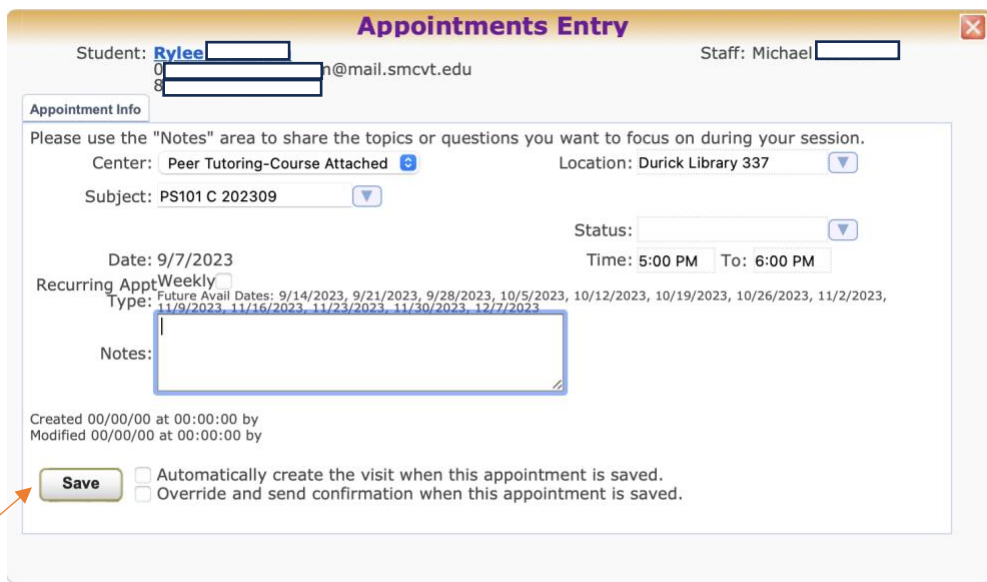 Appointments Entry
Student: Rylee Staff: Michael
0 n@mail.smcvt.edu
8
Appointment Info
Please use the "Notes" area to share the topics or questions you want to focus on during your session.
Center: Peer Tutoring-Course Attached Location: Durick Library 337
Subject: PS101 C 202309
Status:
Date: 9/7/2023 Time: 5:00 PM To: 6:00 PM
Recurring Appt Weekly
Type: Future Avail Dates: 9/14/2023, 9/21/2023, 9/28/2023, 10/5/2023, 10/12/2023, 10/19/2023, 10/26/2023, 11/2/2023,
11/9/2023, 11/16/2023, 11/23/2023, 11/30/2023, 12/7/2023
Notes:
Created 00/00/00 at 00:00:00 by
Modified 00/00/00 at 00:00:00 by
Save Automatically create the visit when this appointment is saved.
Override and send confirmation when this appointment is saved.